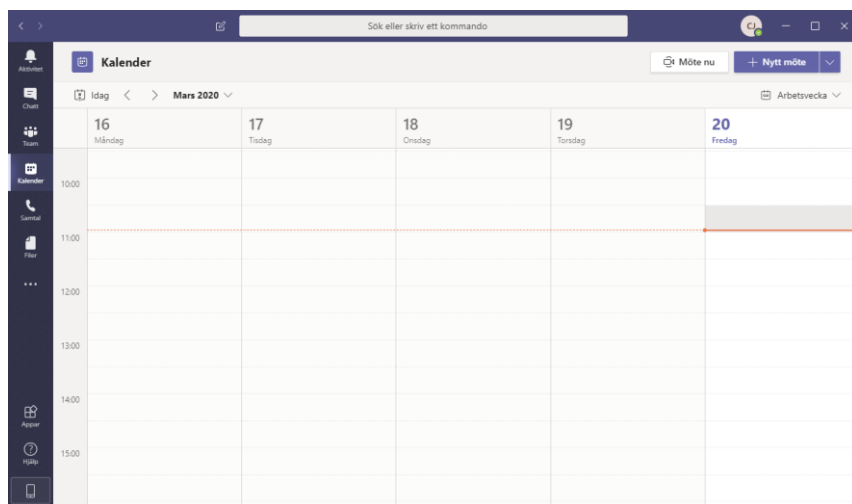 Sök eller skriv ett kommando
CJ
Aktivitet
Chatt
Team
Kalender
Samtal
Filer
Appar
Hjälp
Kalender
Möte nu
+ Nytt möte
Idag
Mars 2020
Arbetsvecka
16
Måndag
17
Tisdag
18
Onsdag
19
Torsdag
20
Fredag
10:00
11:00
12:00
13:00
14:00
15:00